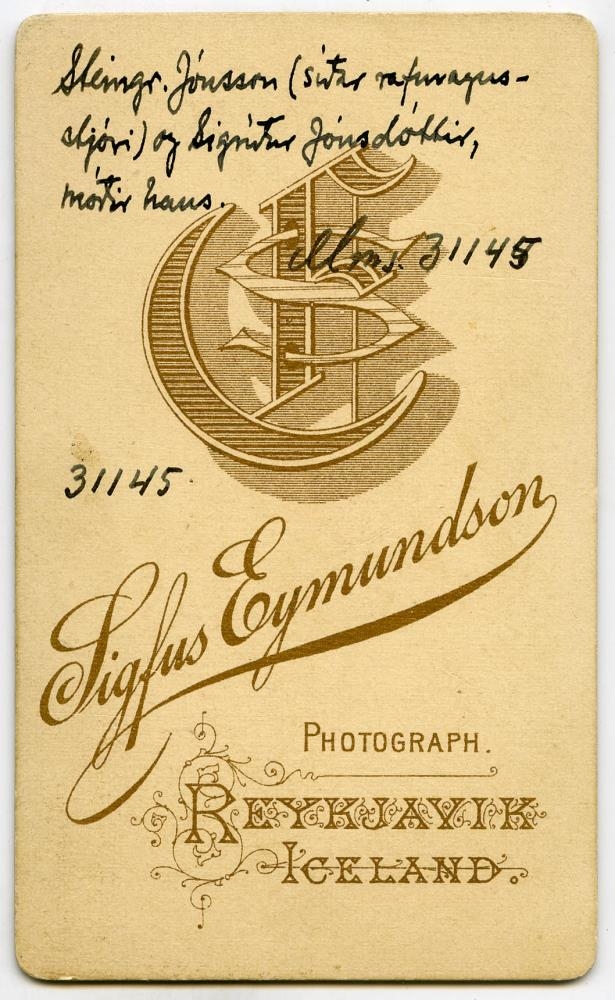 Steingr. Jónsson (síðar rafmagns-
stjóri) og Sigríður Jónsdóttir,
móðir hans.
Mms. 31145
31145
Sigfus Eymundson
PHOTOGRAPH.
REYKJAVIK
ICELAND.